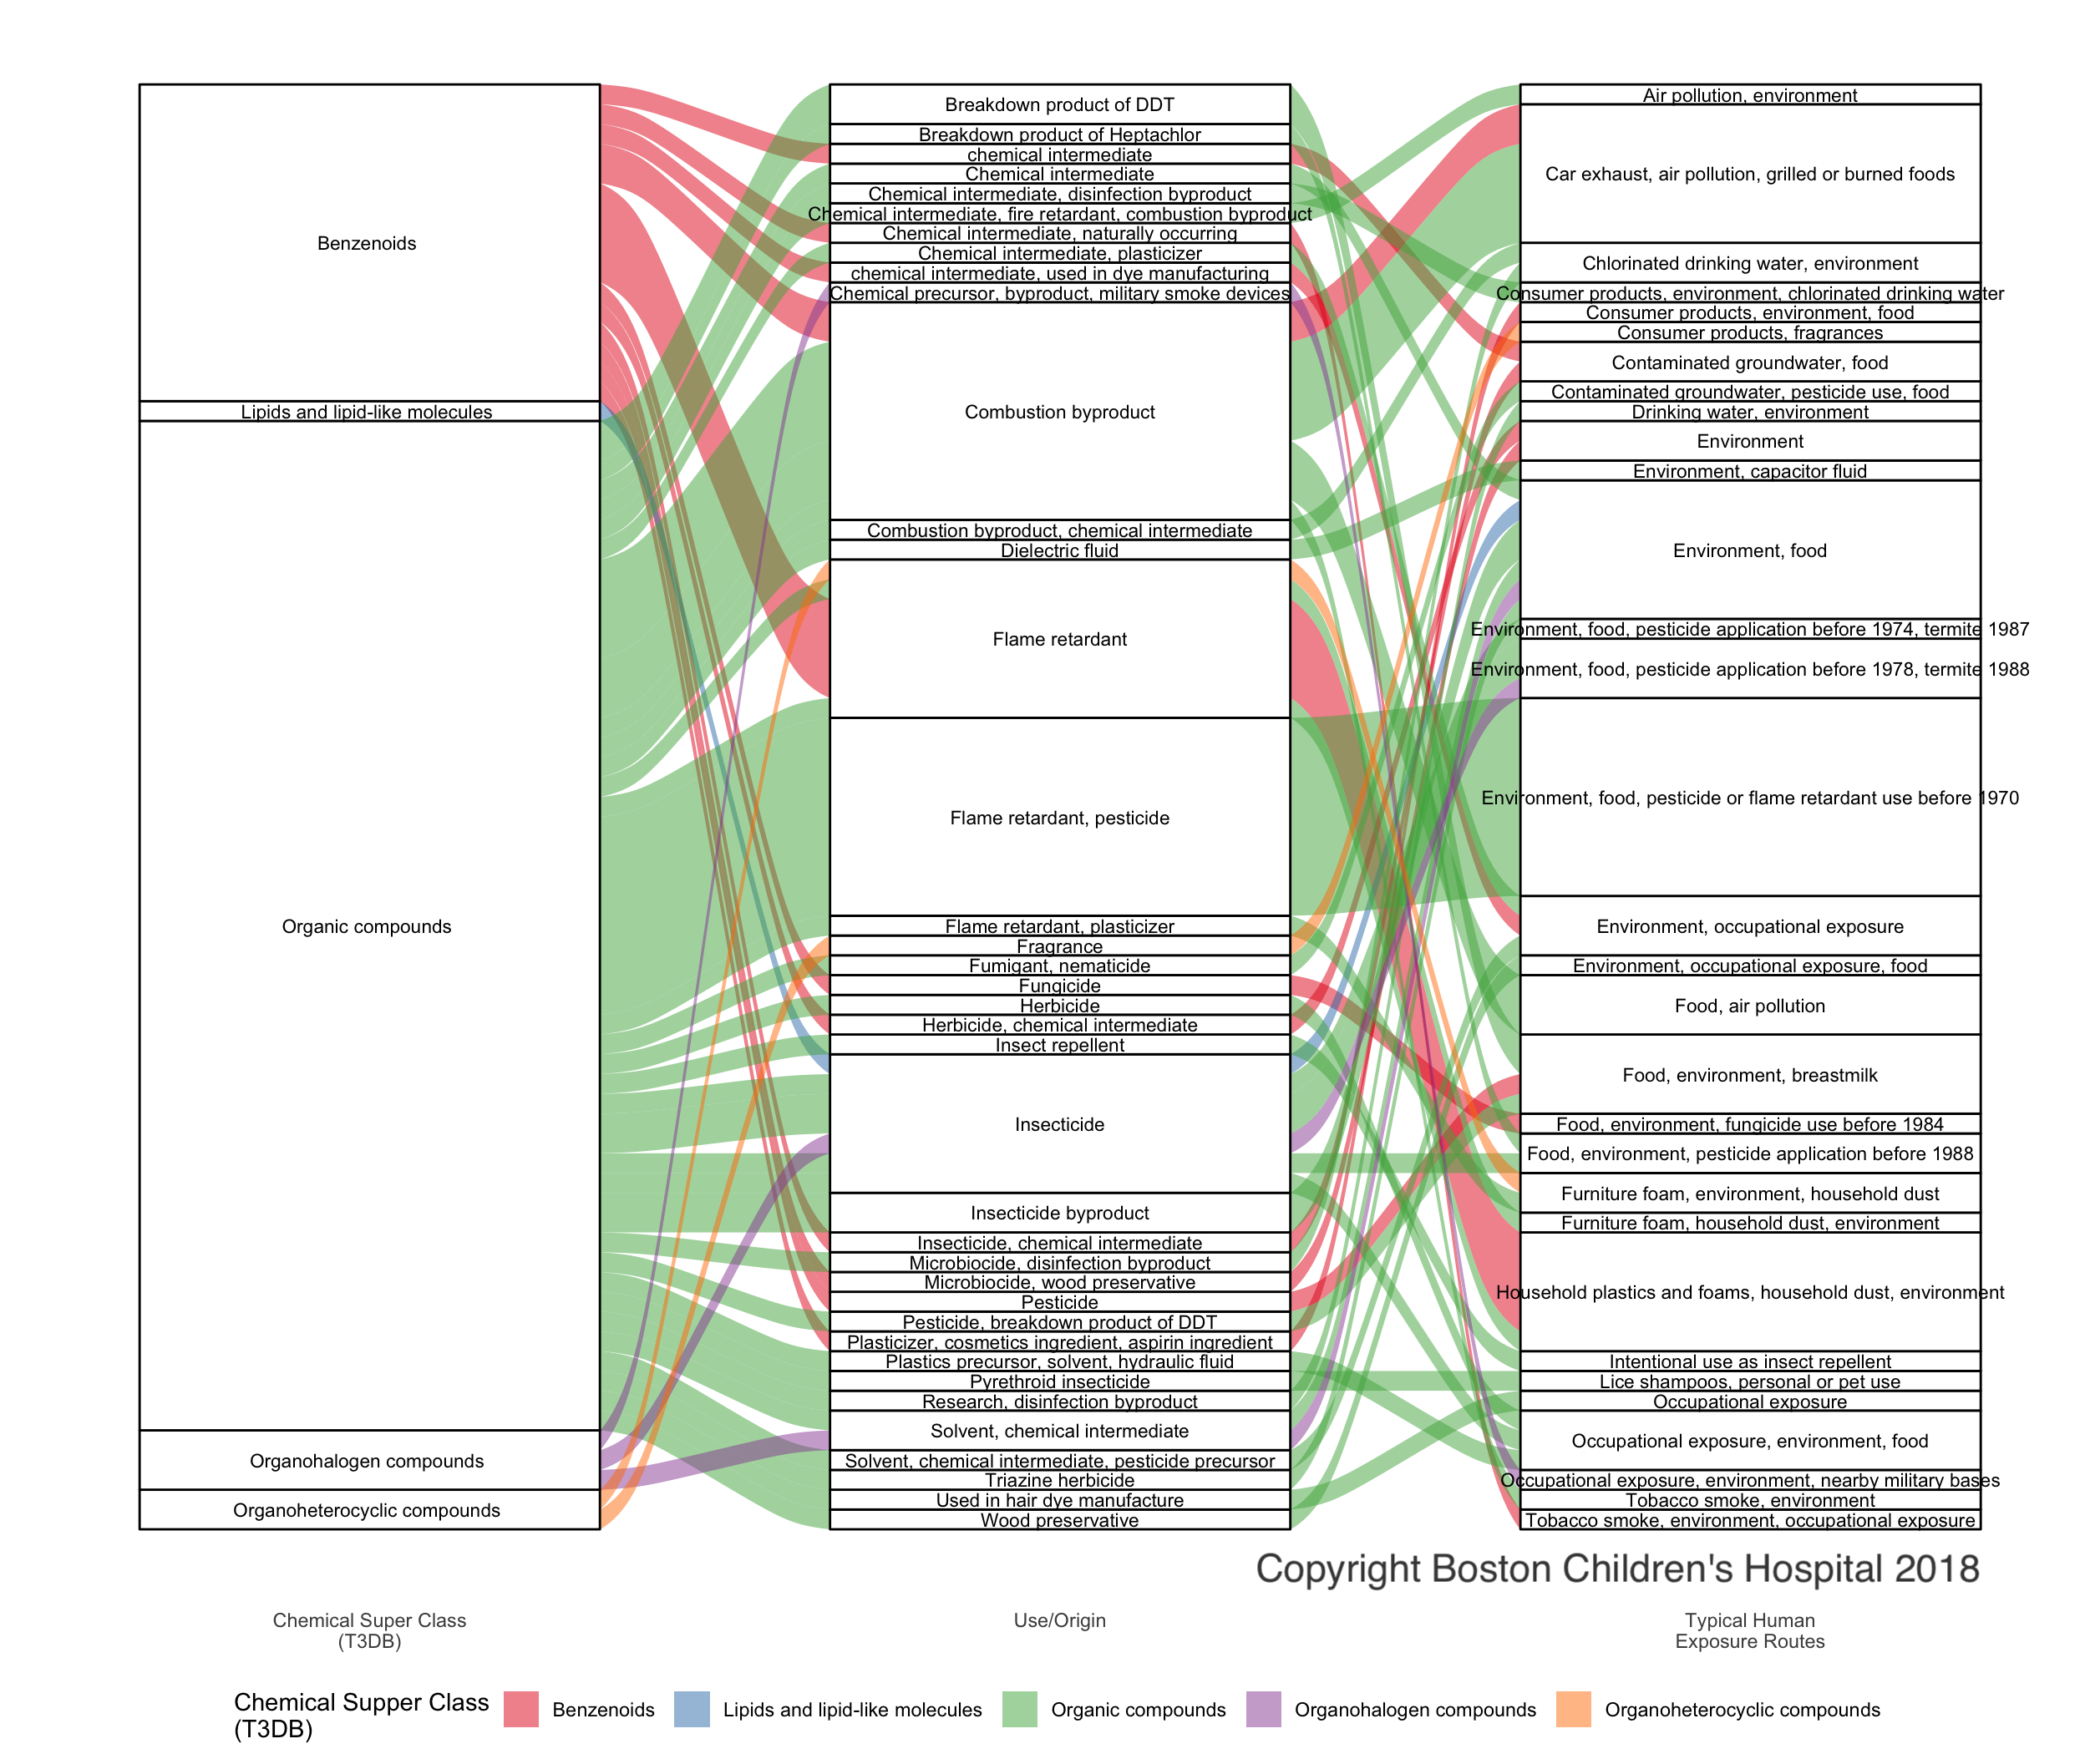 Benzenoids
Lipids and lipid-like molecules
Organic compounds
Organohalogen compounds
Organoheterocyclic compounds
Breakdown product of DDT
Breakdown product of Heptachlor
chemical intermediate
Chemical intermediate
Chemical intermediate, disinfection byproduct
Chemical intermediate, fire retardant, combustion byproduct
Chemical intermediate, naturally occurring
Chemical intermediate, plasticizer
chemical intermediate, used in dye manufacturing
Chemical precursor, byproduct, military smoke devices
Combustion byproduct
Combustion byproduct, chemical intermediate
Dielectric fluid
Flame retardant
Flame retardant, pesticide
Flame retardant, plasticizer
Fragrance
Fumigant, nematicide
Fungicide
Herbicide
Herbicide, chemical intermediate
Insect repellent
Insecticide
Insecticide byproduct
Insecticide, chemical intermediate
Microbiocide, disinfection byproduct
Microbiocide, wood preservative
Pesticide
Pesticide, breakdown product of DDT
Plasticizer, cosmetics ingredient, aspirin ingredient
Plastics precursor, solvent, hydraulic fluid
Pyrethroid insecticide
Research, disinfection byproduct
Solvent, chemical intermediate
Solvent, chemical intermediate, pesticide precursor
Triazine herbicide
Used in hair dye manufacture
Wood preservative
Air pollution, environment
Car exhaust, air pollution, grilled or burned foods
Chlorinated drinking water, environment
Consumer products, environment, chlorinated drinking water
Consumer products, environment, food
Consumer products, fragrances
Contaminated groundwater, food
Contaminated groundwater, pesticide use, food
Drinking water, environment
Environment
Environment, capacitor fluid
Environment, food
Environment, food, pesticide application before 1974, termite 1987
Environment, food, pesticide application before 1978, termite 1988
Environment, food, pesticide or flame retardant use before 1970
Environment, occupational exposure
Environment, occupational exposure, food
Food, air pollution
Food, environment, breastmilk
Food, environment, fungicide use before 1984
Food, environment, pesticide application before 1988
Furniture foam, environment, household dust
Furniture foam, household dust, environment
Household plastics and foams, household dust, environment
Intentional use as insect repellent
Lice shampoos, personal or pet use
Occupational exposure
Occupational exposure, environment, food
Occupational exposure, environment, nearby military bases
Tobacco smoke, environment
Tobacco smoke, environment, occupational exposure
Copyright Boston Children's Hospital 2018
Chemical Super Class
(T3DB)
Use/Origin
Typical Human
Exposure Routes
Chemical Supper Class
(T3DB)
Benzenoids
Lipids and lipid-like molecules
Organic compounds
Organohalogen compounds
Organoheterocyclic compounds